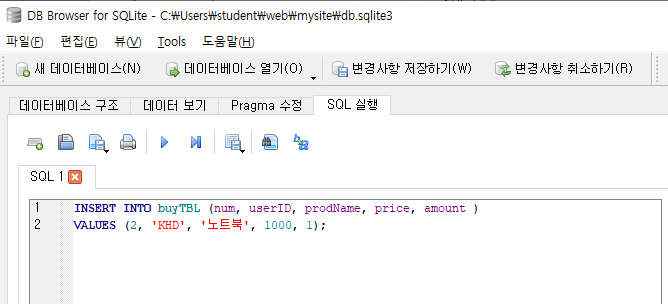 DB Browser for SQLite - C:₩Users₩student₩web₩mysite₩db.sqlite3
파일(F) 편집(E) 뷰(V) Tools 도움말(H)
새 데이터베이스(N) 데이터베이스 열기(O) 변경사항 저장하기(W) 변경사항 취소하기(R)
데이터베이스 구조 데이터 보기 Pragma 수정 SQL 실행
SQL 1
1 INSERT INTO buyTBL (num, userID, prodName, price, amount )
2 VALUES (2, 'KHD', '노트북', 1000, 1);